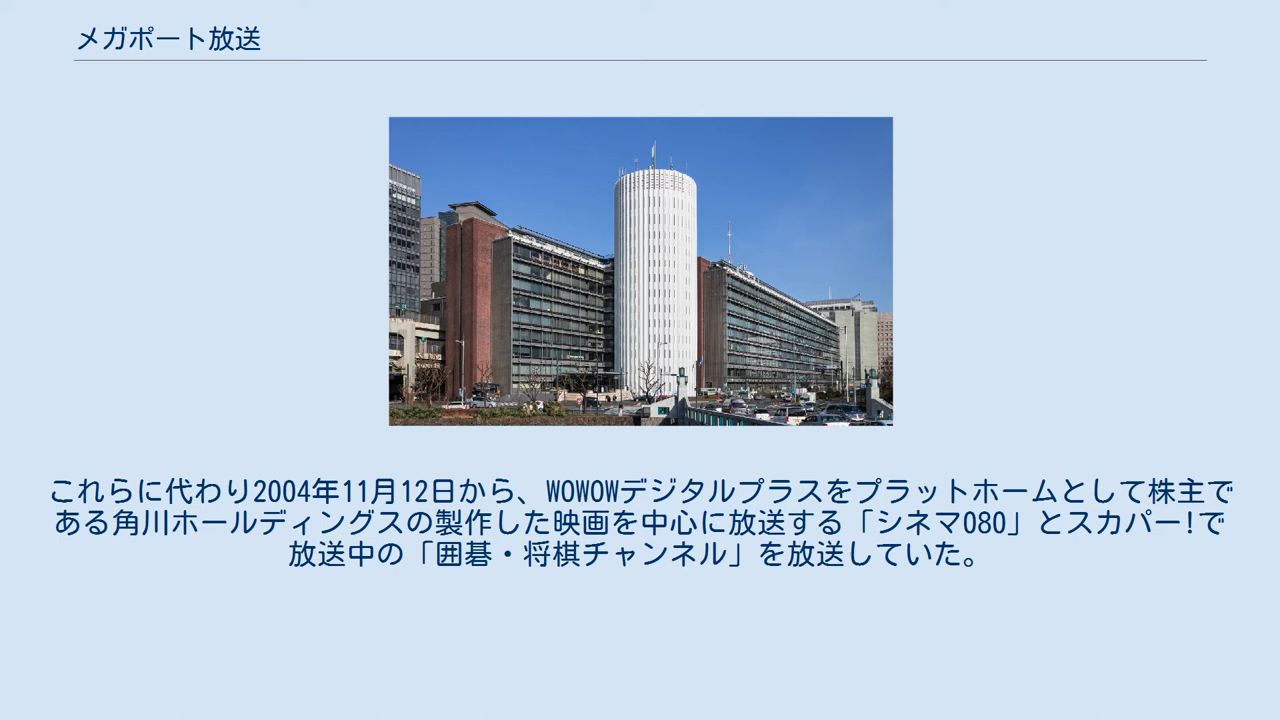 メガポート放送
これらに代わり2004年11月12日から、WOWOWデジタルプラスをプラットホームとして株主で
ある角川ホールディングスの製作した映画を中心に放送する「シネマ080」とスカパー!で
放送中の「囲碁・将棋チャンネル」を放送していた。